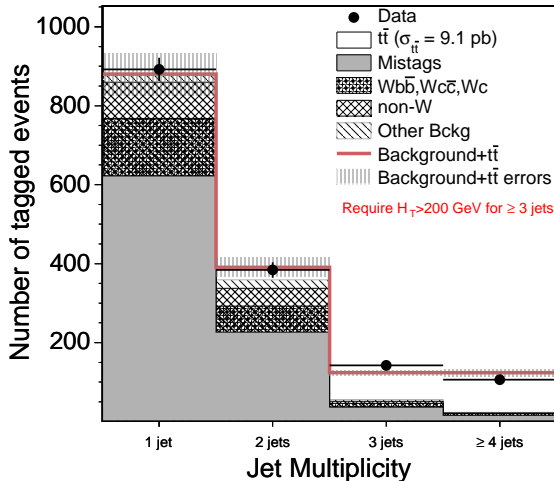 Data
tt̄ (σtt̄ = 9.1 pb)
Mistags
Wbb̄,Wcc̄,Wc
non-W
Other Bckg
Background+tt̄
Background+tt̄ errors
Require H_T>200 GeV for ≥ 3 jets
Number of tagged events
1000
800
600
400
200
1 jet
2 jets
3 jets
≥ 4 jets
Jet Multiplicity